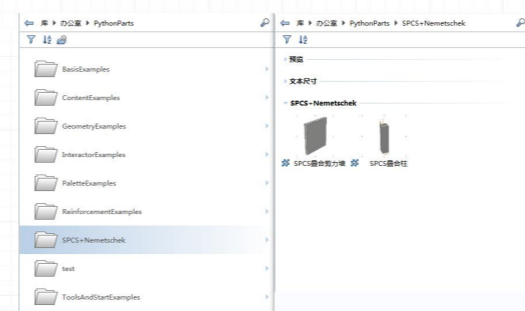 库 ▸ 办公室 ▸ PythonParts
BasisExamples
ContentExamples
GeometryExamples
InteractorExamples
PaletteExamples
ReinforcementExamples
SPCS+Nemetschek
test
ToolsAndStartExamples
库 ▸ 办公室 ▸ PythonParts ▸ SPCS+Nemetschek
预览
文本尺寸
SPCS+Nemetschek
SPCS叠合剪力墙
SPCS叠合柱